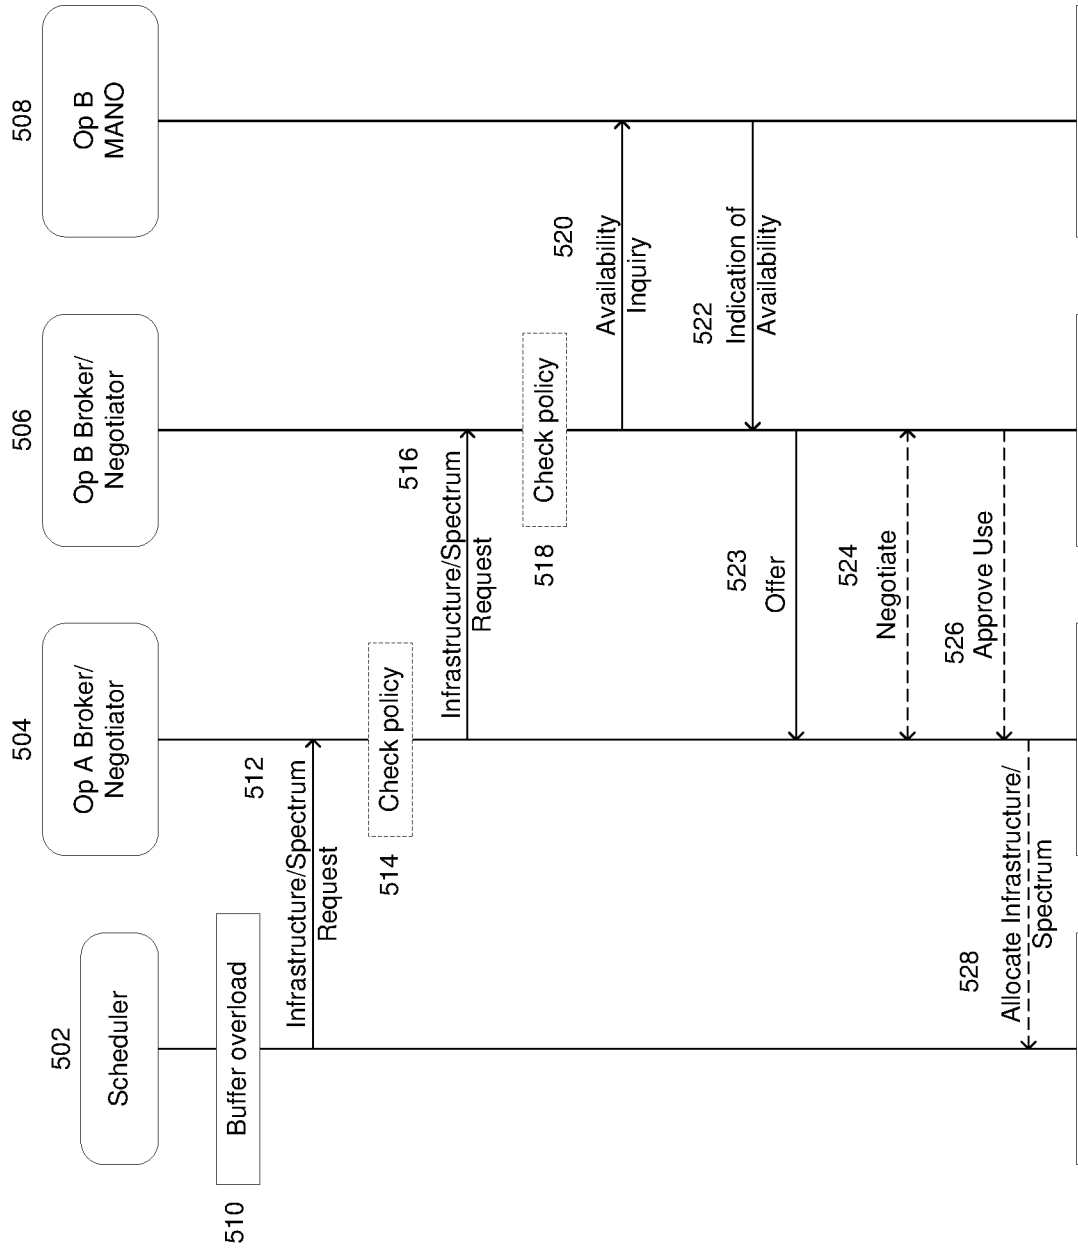 502
Scheduler
504
Op A Broker/
Negotiator
506
Op B Broker/
Negotiator
508
Op B
MANO
510
Buffer overload
512
Infrastructure/Spectrum
Request
514
Check policy
516
Infrastructure/Spectrum
Request
518
Check policy
520
Availability
Inquiry
522
Indication of
Availability
523
Offer
524
Negotiate
526
Approve Use
528
Allocate Infrastructure/
Spectrum